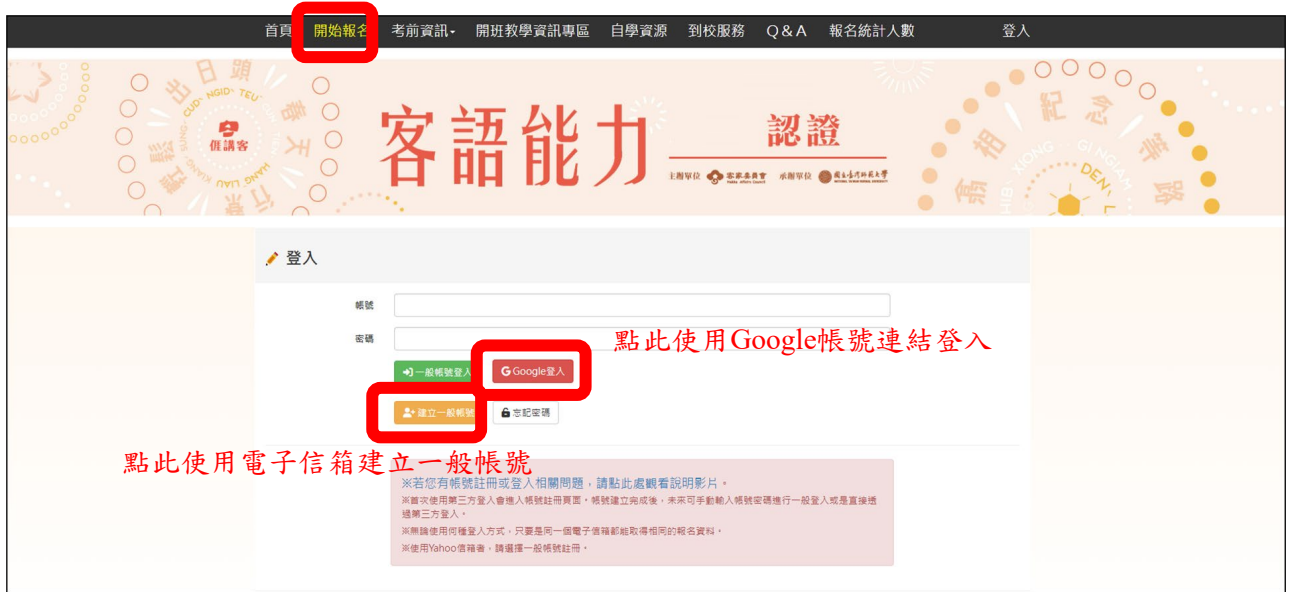 首頁 開始報名 考前資訊 開班教學資訊專區 自學資源 到校服務 Q&A 報名統計人數 登入
客語能力 認證
𠊎講客
主辦單位 客家委員會 承辦單位 國立臺灣師範大學
登入
帳號
密碼
點此使用Google帳號連結登入
一般帳號登入 Google登入
建立一般帳號 忘記密碼
點此使用電子信箱建立一般帳號
※若您有帳號註冊或登入相關問題，請點此處觀看說明影片。
※首次使用第三方登入會進入帳號註冊頁面。帳號建立完成後，未來可手動輸入帳號密碼進行一般登入或是直接透
過第三方登入。
※無論使用何種登入方式，只要是同一個電子信箱都能取得相同的報名資料。
※使用Yahoo信箱者，請選擇一般帳號註冊。